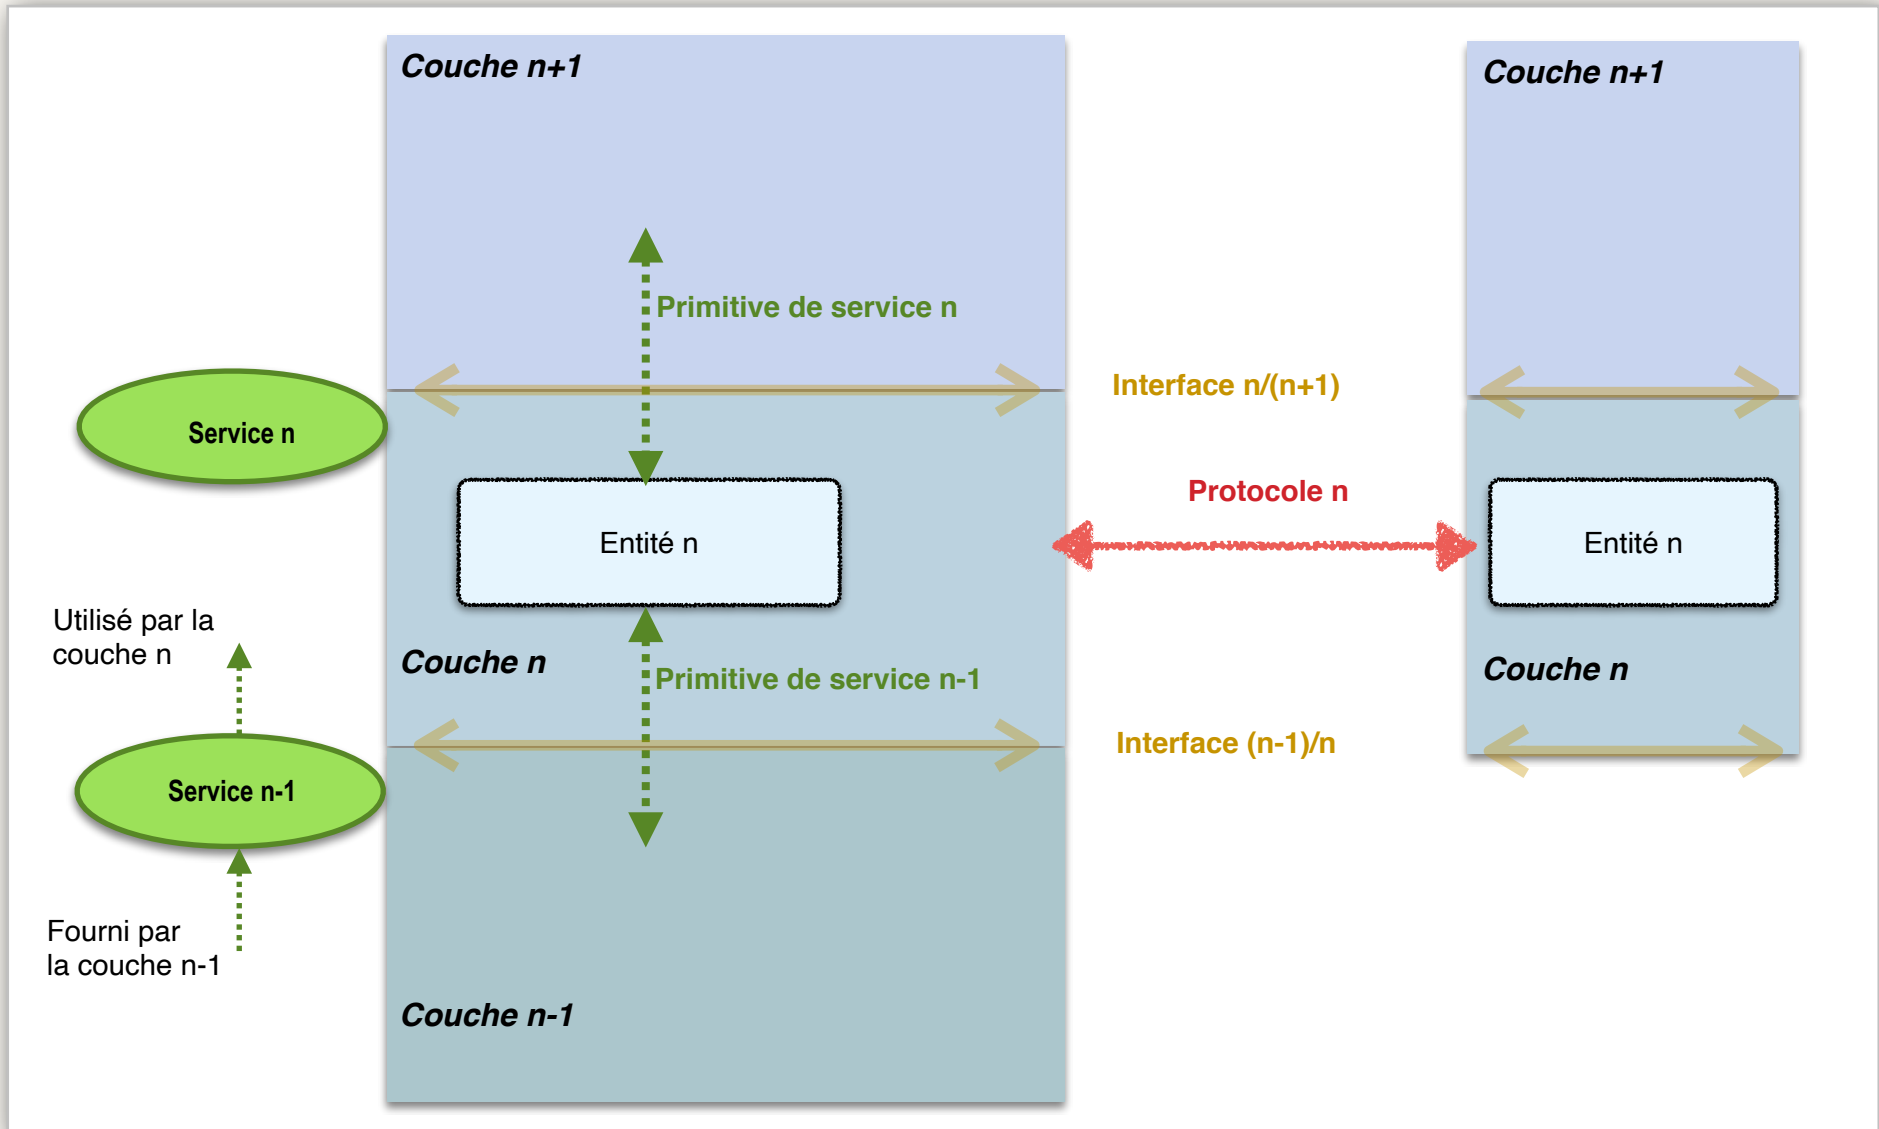 Couche n+1
Couche n+1
Primitive de service n
Interface n/(n+1)
Service n
Protocole n
Entité n
Entité n
Utilisé par la
couche n
Couche n
Primitive de service n-1
Couche n
Interface (n-1)/n
Service n-1
Fourni par
la couche n-1
Couche n-1